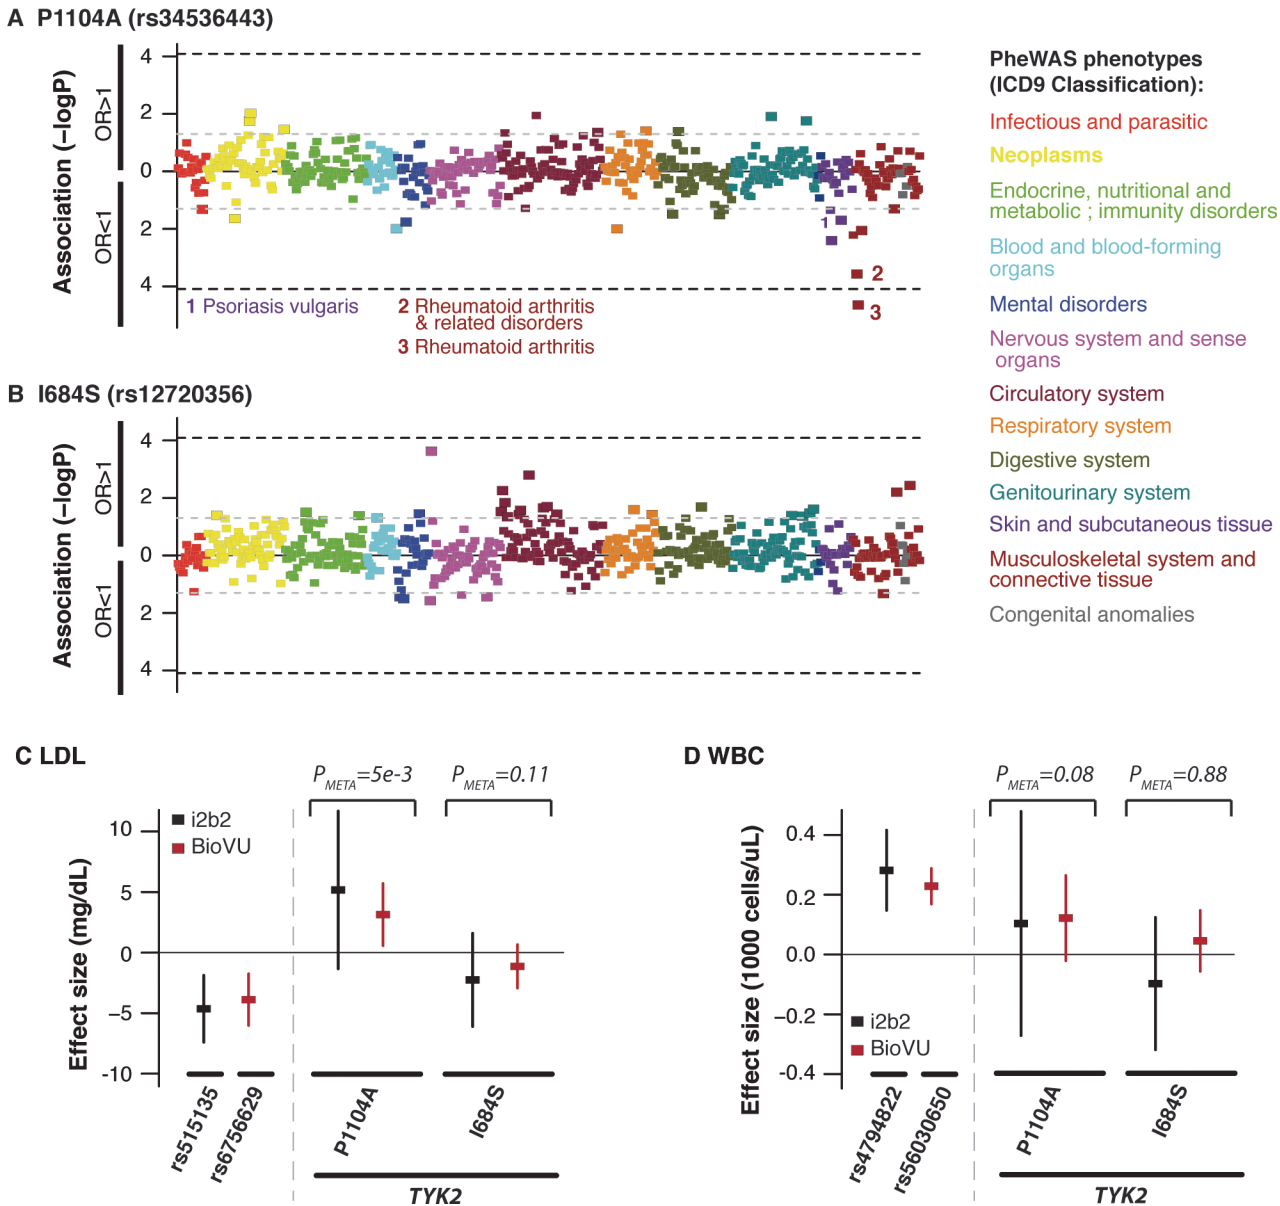 A P1104A (rs34536443)
Association (–logP)
OR>1
OR<1
4
2
0
2
4
1
2
3
1 Psoriasis vulgaris
2 Rheumatoid arthritis
& related disorders
3 Rheumatoid arthritis
PheWAS phenotypes
(ICD9 Classification):
Infectious and parasitic
Neoplasms
Endocrine, nutritional and
metabolic ; immunity disorders
Blood and blood-forming
organs
Mental disorders
Nervous system and sense
organs
Circulatory system
Respiratory system
Digestive system
Genitourinary system
Skin and subcutaneous tissue
Musculoskeletal system and
connective tissue
Congenital anomalies
B I684S (rs12720356)
Association (–logP)
OR>1
OR<1
4
2
0
2
4
C LDL
P META=5e-3
P META=0.11
i2b2
BioVU
Effect size (mg/dL)
10
5
0
−5
-10
rs515135
rs6756629
P1104A
I684S
TYK2
D WBC
P META=0.08
P META=0.88
Effect size (1000 cells/uL)
0.4
0.2
0.0
−0.2
-0.4
i2b2
BioVU
rs4794822
rs56030650
P1104A
I684S
TYK2